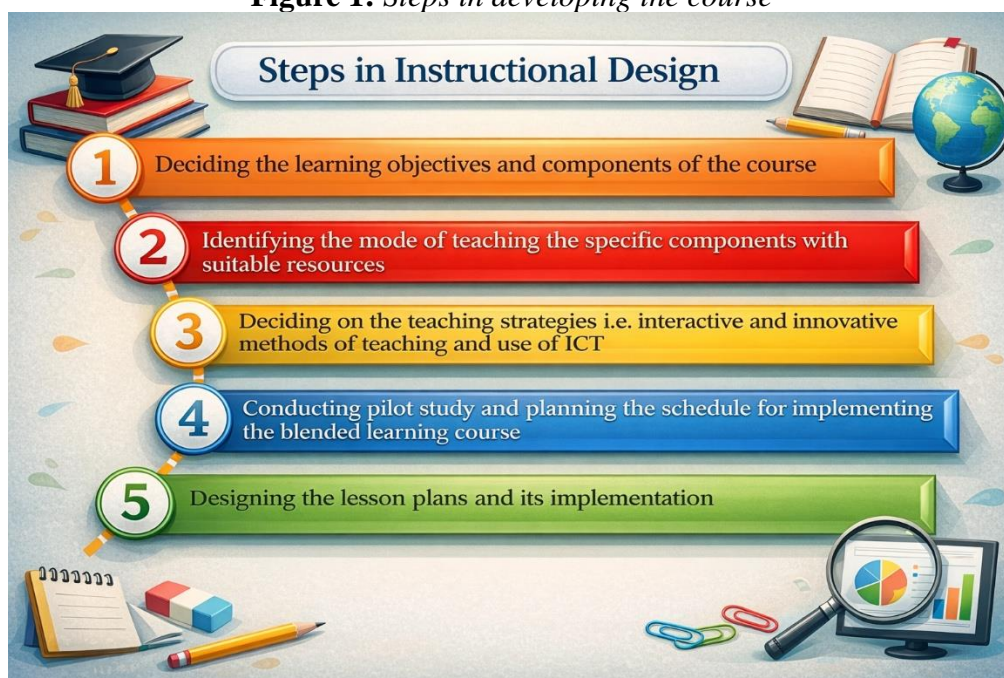 Figure 1: Steps in developing the course
Steps in Instructional Design
1
Deciding the learning objectives and components of the course
2
Identifying the mode of teaching the specific components with
suitable resources
3
Deciding on the teaching strategies i.e. interactive and innovative
methods of teaching and use of ICT
4
Conducting pilot study and planning the schedule for implementing
the blended learning course
5
Designing the lesson plans and its implementation